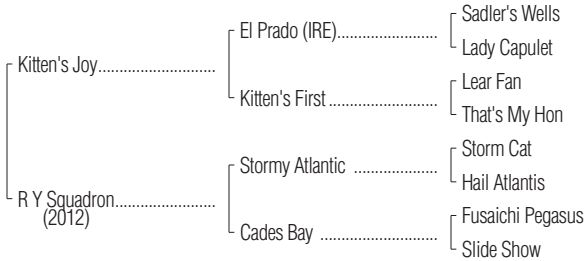 Sadler's Wells
El Prado (IRE)..........................
Lady Capulet
Kitten's Joy..............................
Lear Fan
Kitten's First ............................
That's My Hon
Storm Cat
Stormy Atlantic ......................
Hail Atlantis
R Y Squadron..........................
(2012)
Fusaichi Pegasus
Cades Bay ..............................
Slide Show